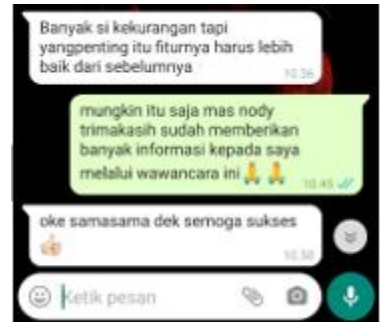 Banyak si kekurangan tapi
yangpenting itu fiturnya harus lebih
baik dari sebelumnya
10.36
mungkin itu saja mas nody
trimakasih sudah memberikan
banyak informasi kepada saya
melalui wawancara ini🙏🙏
10.45
oke samasama dek semoga sukses
👍🏻
10.50
Ketik pesan